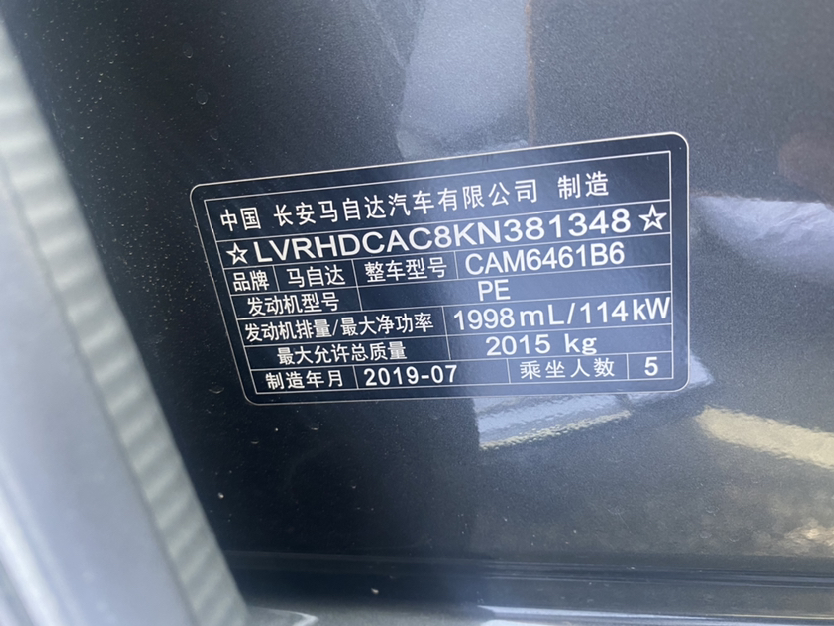 中国 长安马自达汽车有限公司 制造
☆LVRHDCAC8KN381348☆
品牌 马自达 整车型号 CAM6461B6
发动机型号 PE
发动机排量/最大净功率 1998mL/114kW
最大允许总质量 2015 kg
制造年月 2019-07 乘坐人数 5